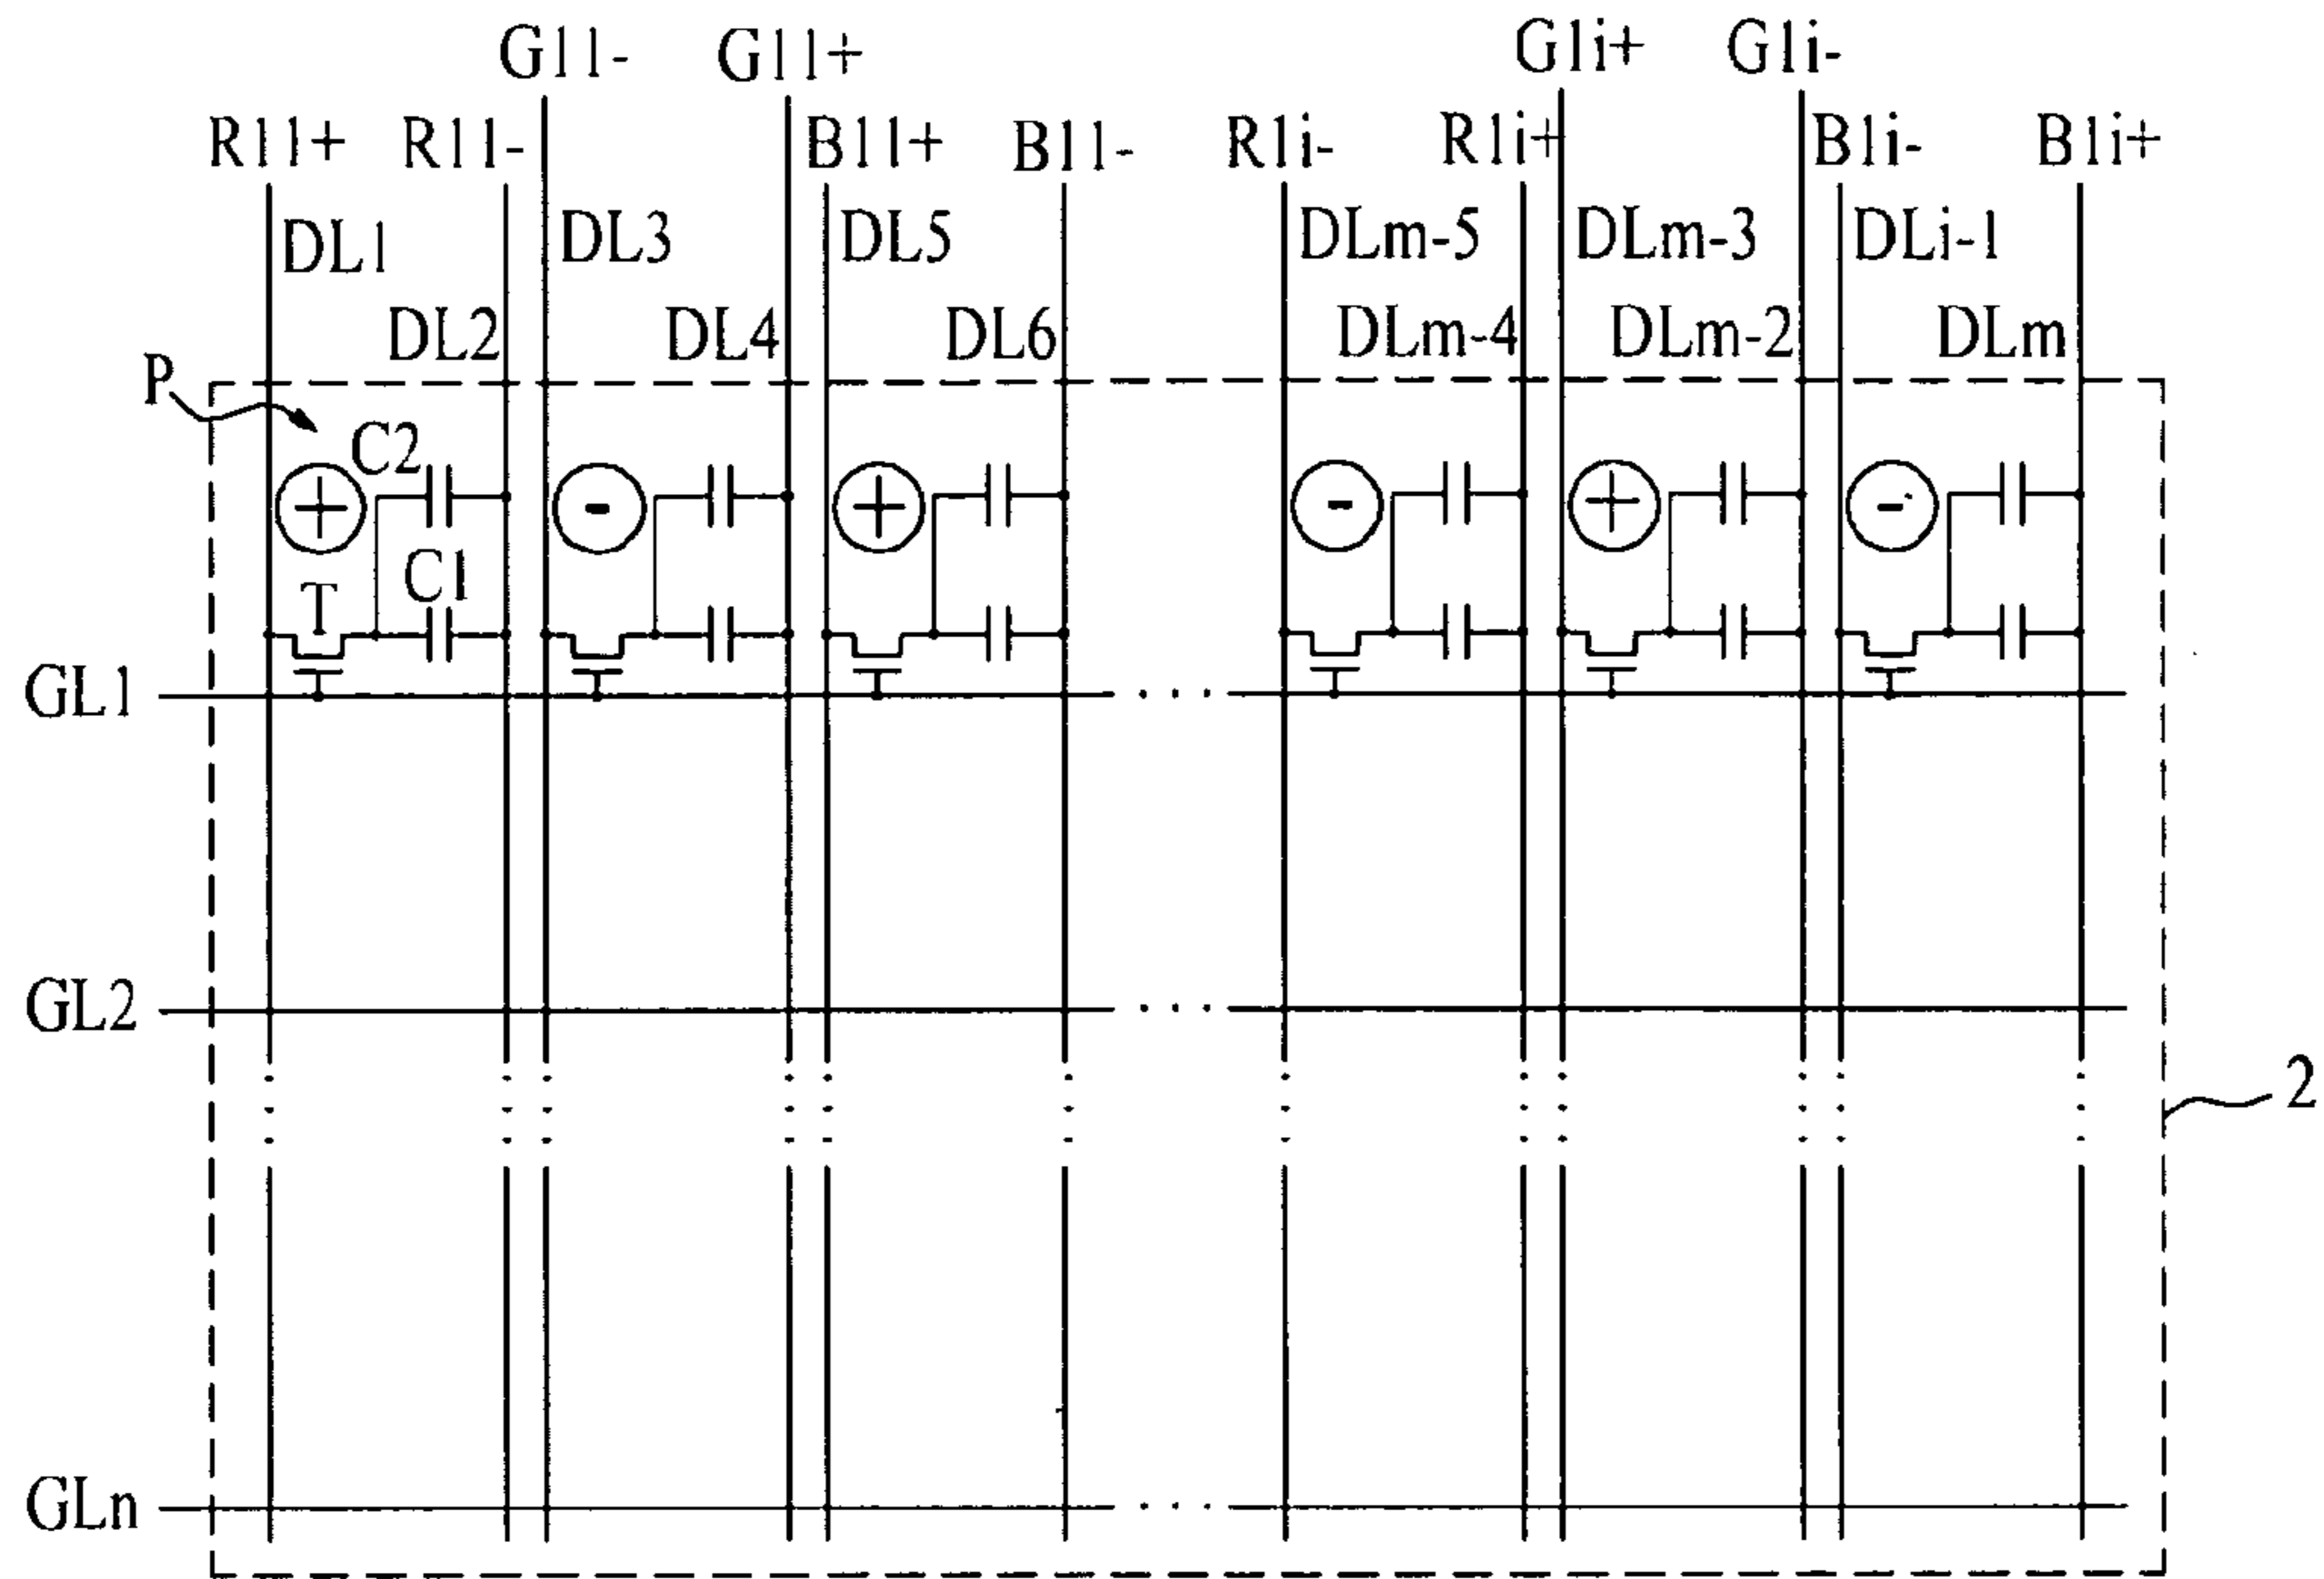 G11- G11+ G1i+ G1i-
R11+ R11- B11+ B11- R1i- R1i+ B1i- B1i+
DL1 DL3 DL5 DLm-5 DLm-3 DLi-1
DL2 DL4 DL6 DLm-4 DLm-2 DLm
P
C2
+ - + - + -
C1
T
GL1
GL2
2
GLn